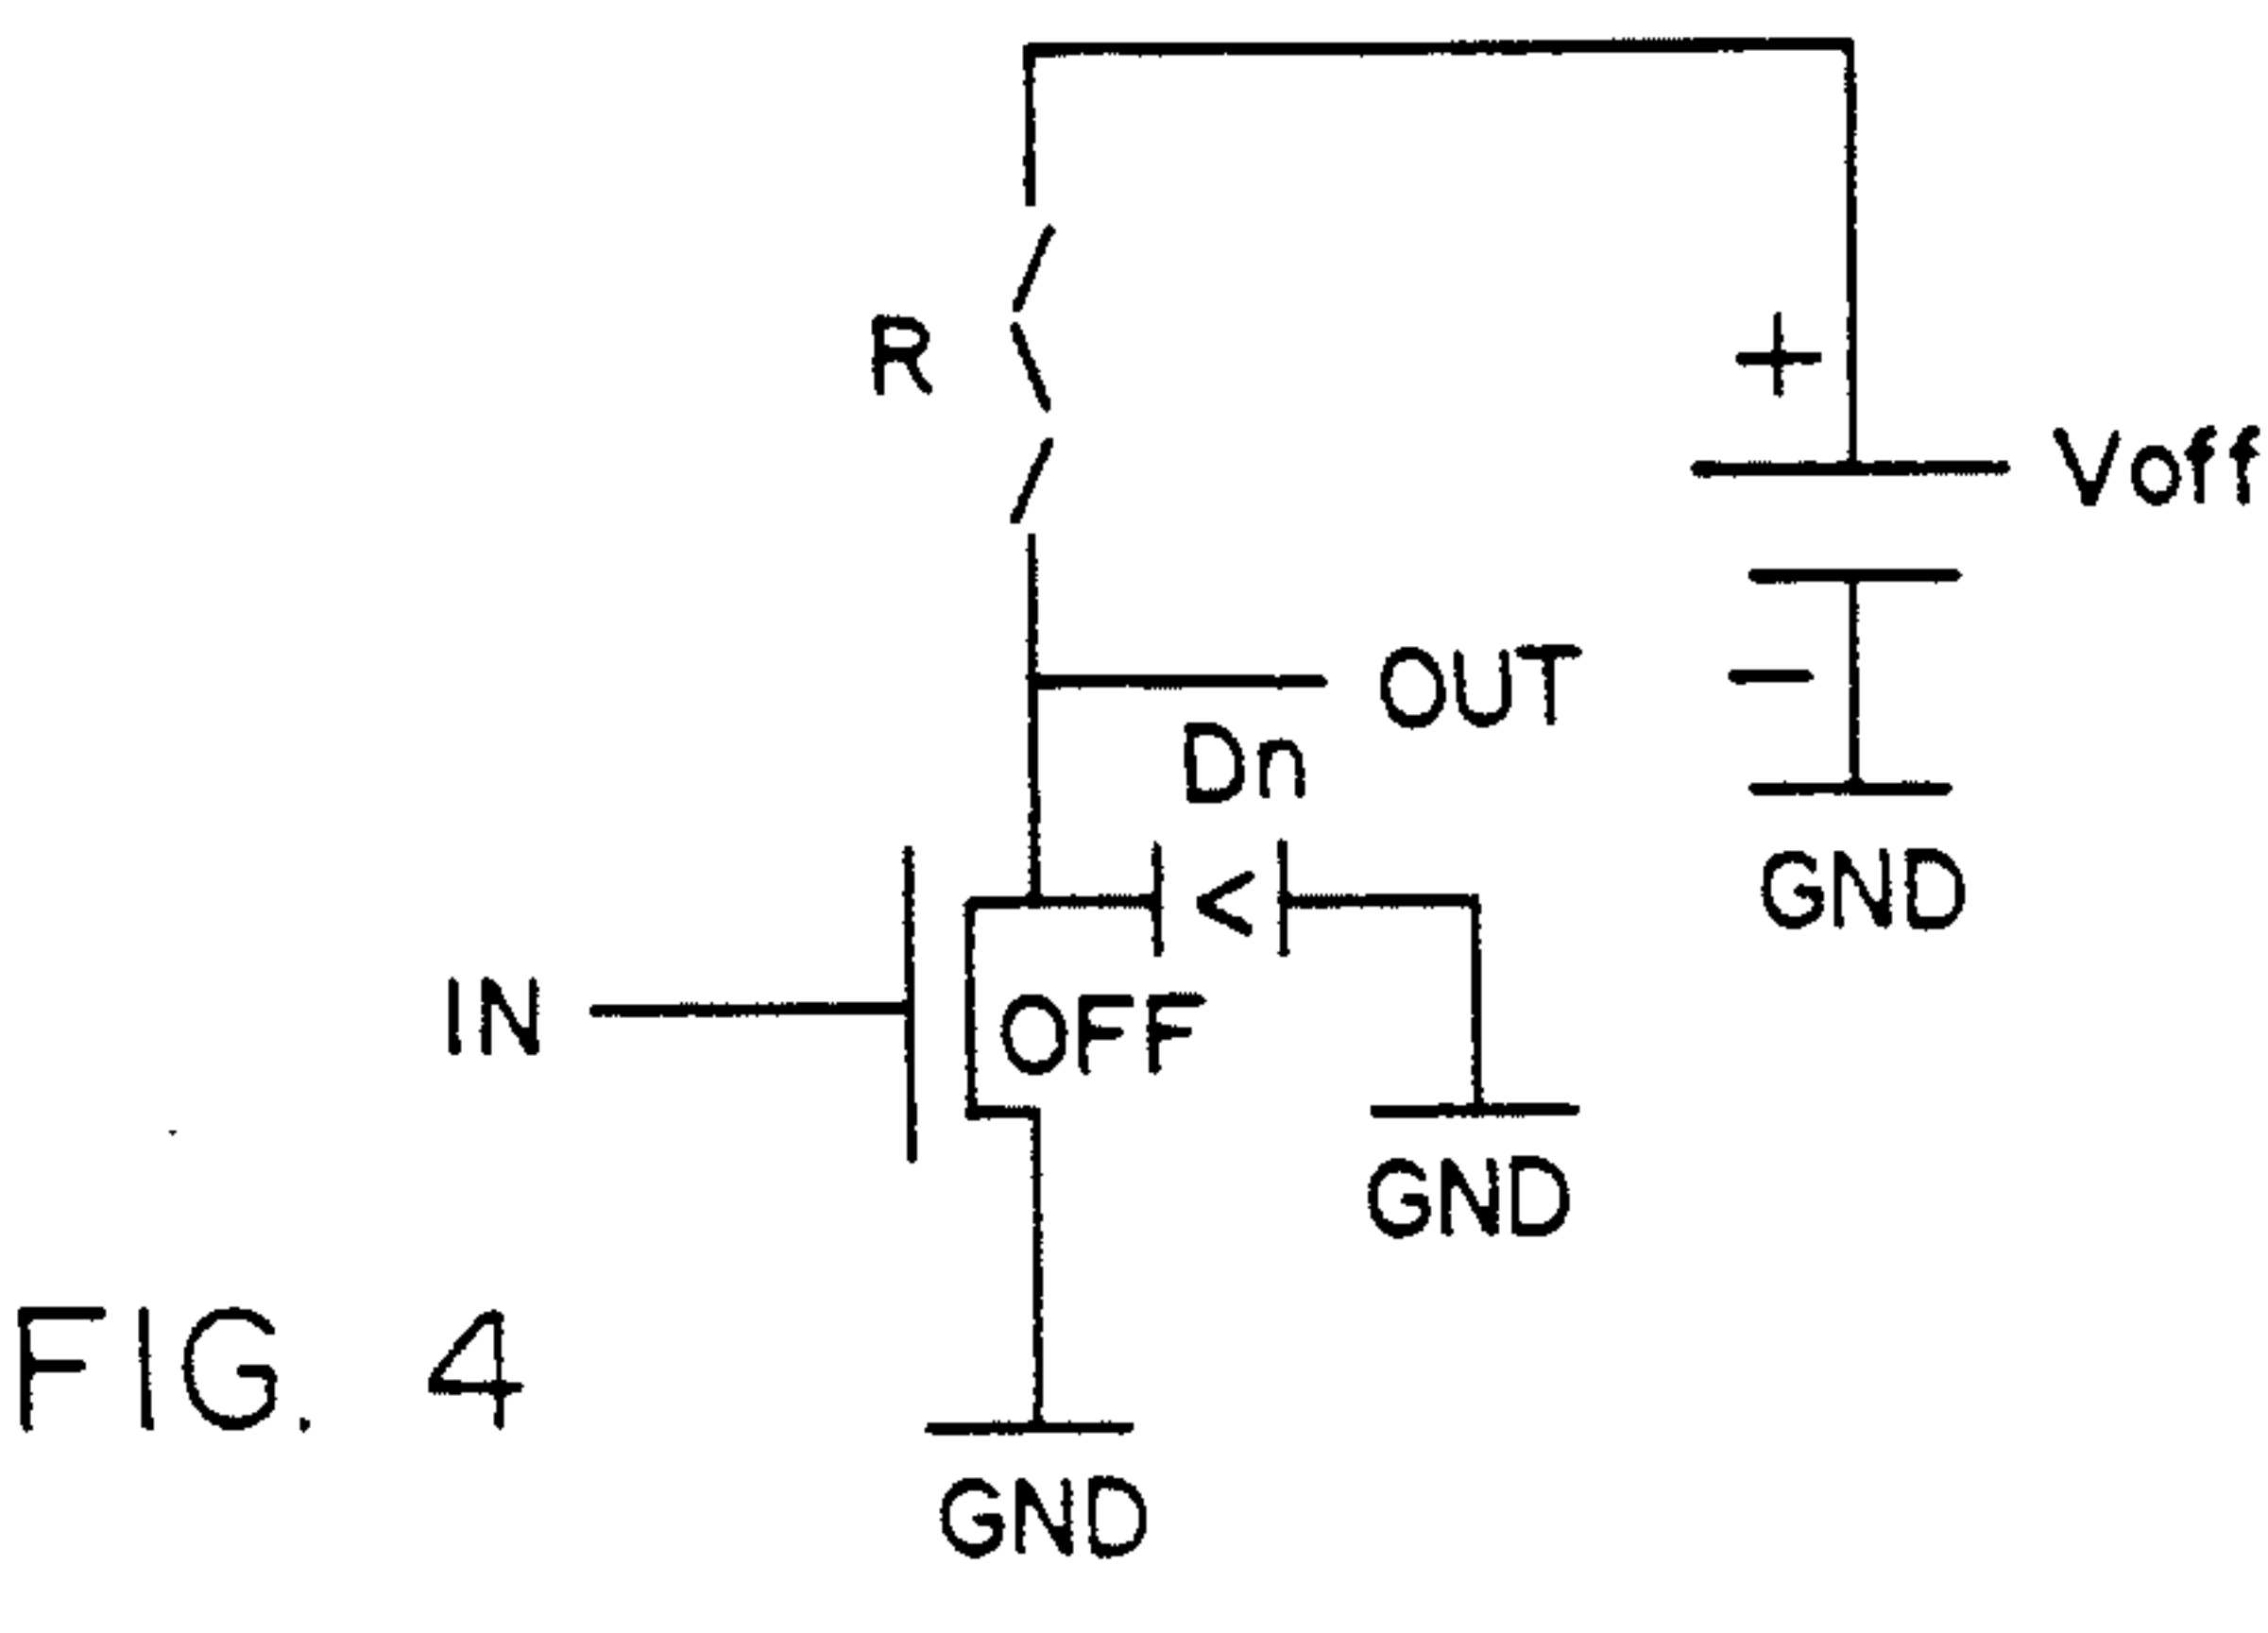 R
+
Voff
−
OUT
Dn
<
GND
IN
OFF
GND
FIG. 4
GND